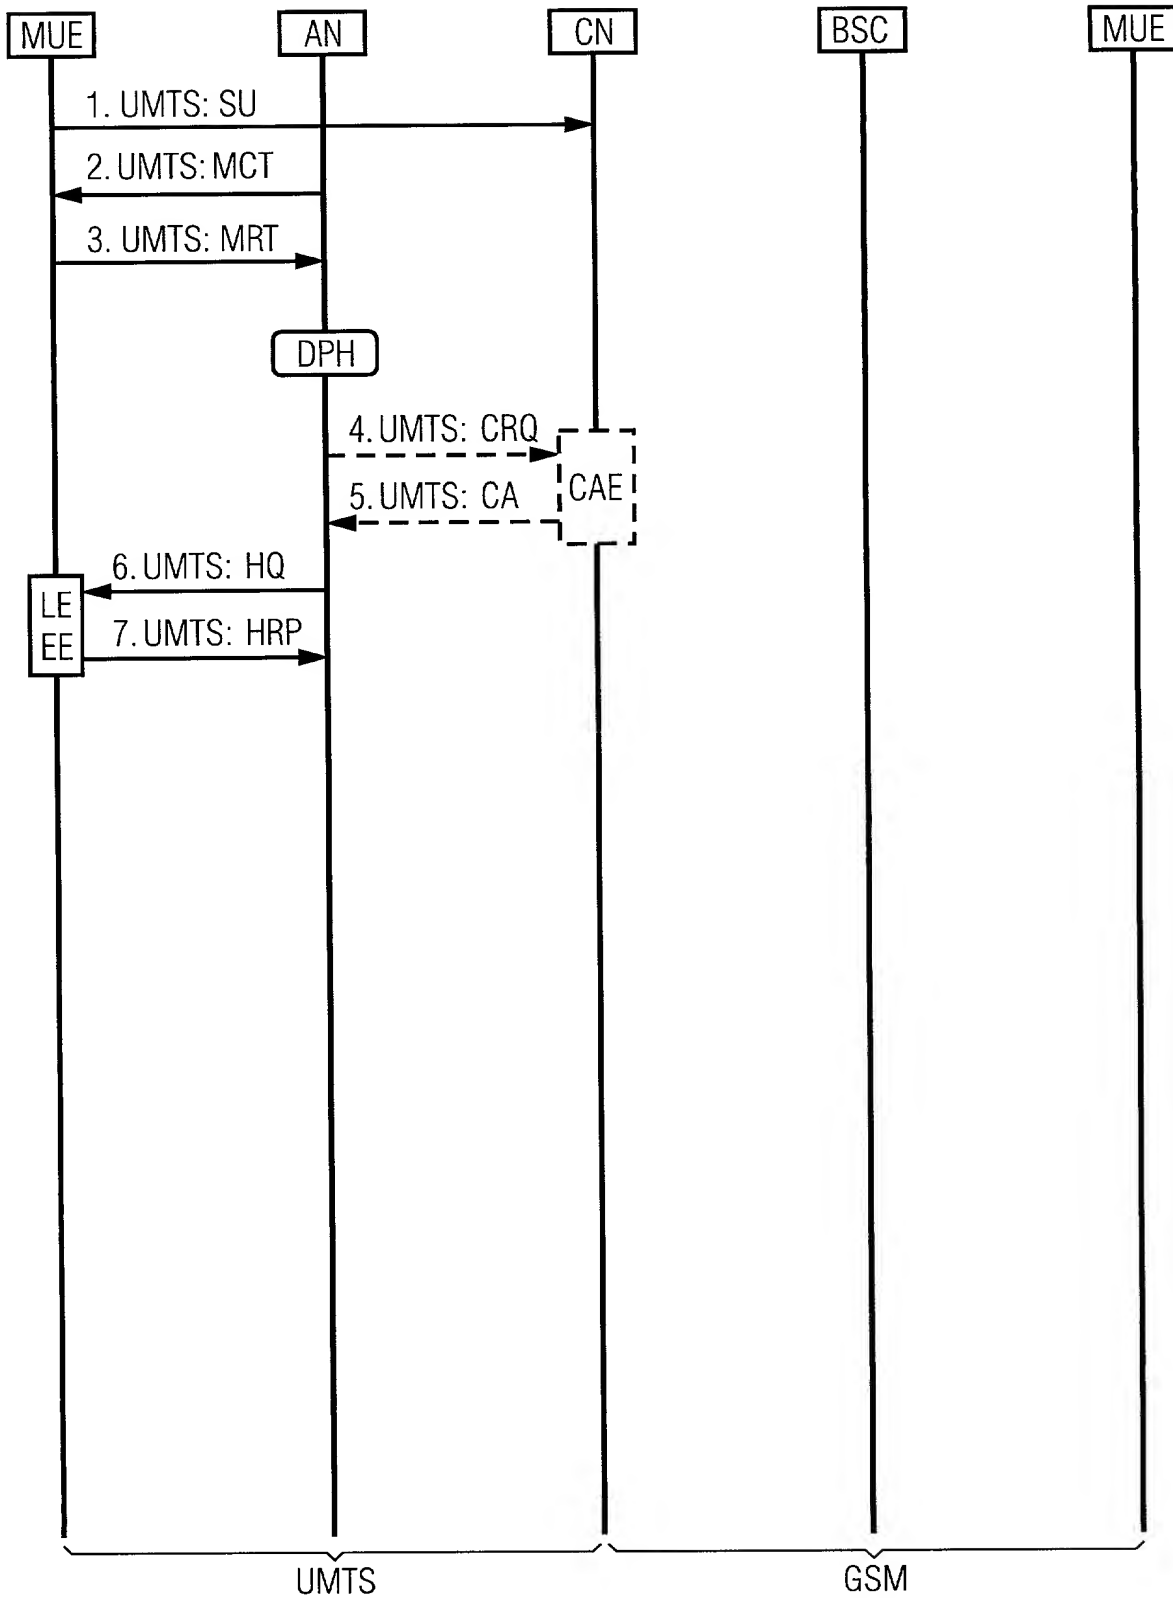 MUE AN CN BSC MUE
1. UMTS: SU
2. UMTS: MCT
3. UMTS: MRT
DPH
4. UMTS: CRQ
CAE
5. UMTS: CA
6. UMTS: HQ
LE
EE
7. UMTS: HRP
UMTS GSM